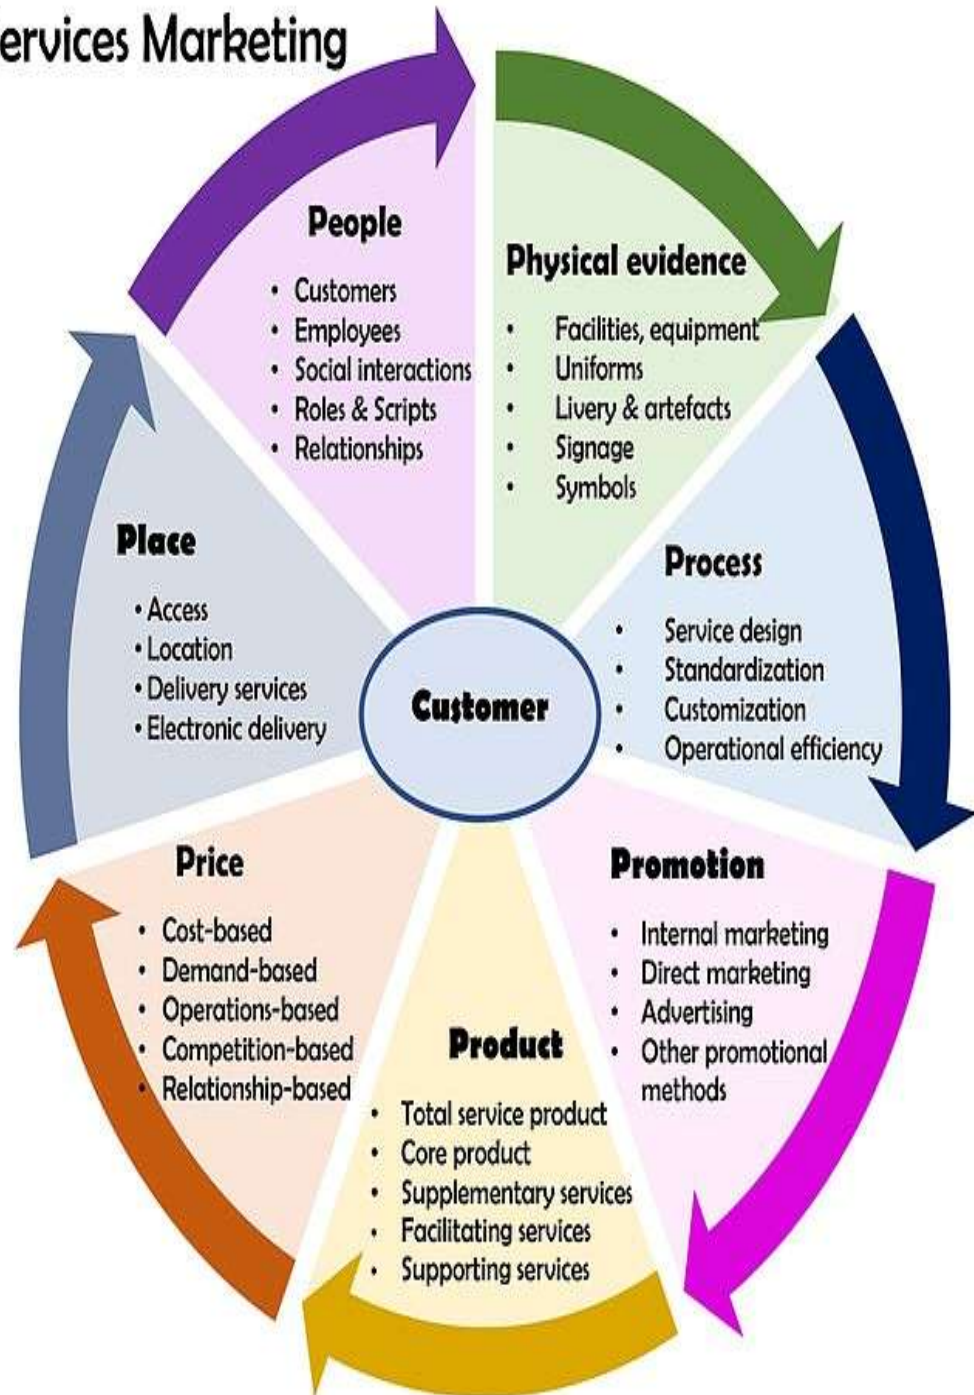 ervices Marketing
People
• Customers
• Employees
• Social interactions
• Roles & Scripts
• Relationships
Physical evidence
• Facilities, equipment
• Uniforms
• Livery & artefacts
• Signage
• Symbols
Process
• Service design
• Standardization
• Customization
• Operational efficiency
Promotion
• Internal marketing
• Direct marketing
• Advertising
• Other promotional
methods
Product
• Total service product
• Core product
• Supplementary services
• Facilitating services
• Supporting services
Price
• Cost-based
• Demand-based
• Operations-based
• Competition-based
• Relationship-based
Place
• Access
• Location
• Delivery services
• Electronic delivery
Customer